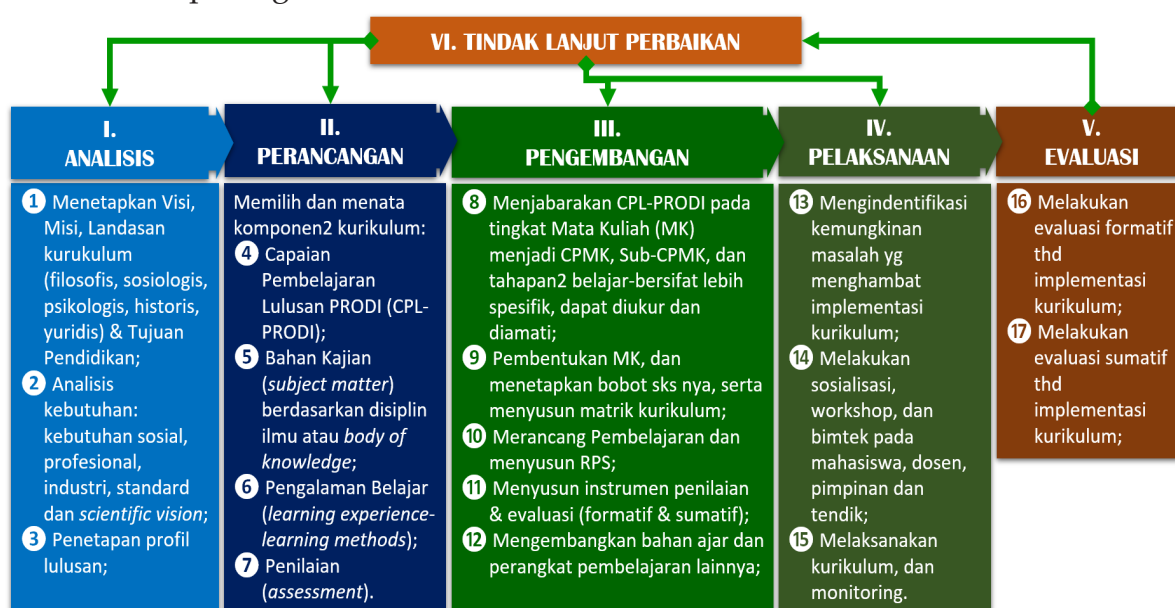 VI. TINDAK LANJUT PERBAIKAN
I.
ANALISIS
1 Menetapkan Visi,
Misi, Landasan
kurukulum
(filosofis, sosiologis,
psikologis, historis,
yuridis) & Tujuan
Pendidikan;
2 Analisis
kebutuhan:
kebutuhan sosial,
profesional,
industri, standard
dan scientific vision;
3 Penetapan profil
lulusan;
II.
PERANCANGAN
Memilih dan menata
komponen2 kurikulum:
4 Capaian
Pembelajaran
Lulusan PRODI (CPL-
PRODI);
5 Bahan Kajian
(subject matter)
berdasarkan disiplin
ilmu atau body of
knowledge;
6 Pengalaman Belajar
(learning experience-
learning methods);
7 Penilaian
(assessment).
III.
PENGEMBANGAN
8 Menjabarakan CPL-PRODI pada
tingkat Mata Kuliah (MK)
menjadi CPMK, Sub-CPMK, dan
tahapan2 belajar-bersifat lebih
spesifik, dapat diukur dan
diamati;
9 Pembentukan MK, dan
menetapkan bobot sks nya, serta
menyusun matrik kurikulum;
10 Merancang Pembelajaran dan
menyusun RPS;
11 Menyusun instrumen penilaian
& evaluasi (formatif & sumatif);
12 Mengembangkan bahan ajar dan
perangkat pembelajaran lainnya;
IV.
PELAKSANAAN
13 Mengindentifikasi
kemungkinan
masalah yg
menghambat
implementasi
kurikulum;
14 Melakukan
sosialisasi,
workshop, dan
bimtek pada
mahasiswa, dosen,
pimpinan dan
tendik;
15 Melaksanakan
kurikulum, dan
monitoring.
V.
EVALUASI
16 Melakukan
evaluasi formatif
thd
implementasi
kurikulum;
17 Melakukan
evaluasi sumatif
thd
implementasi
kurikulum;